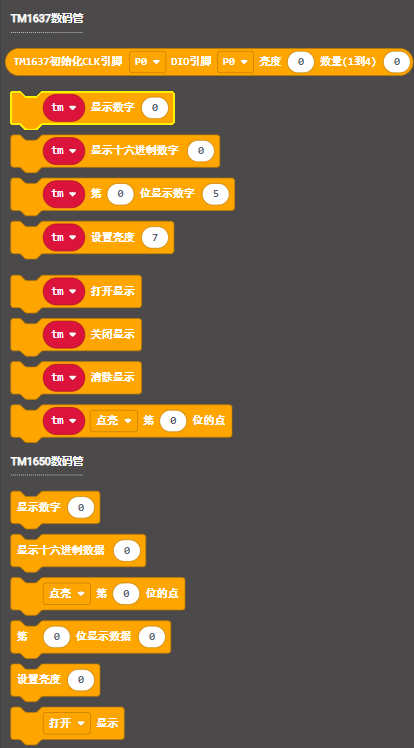 TM1637数码管
TM1637初始化CLK引脚 P0 DIO引脚 P0 亮度 0 数量(1到4) 0
tm 显示数字 0
tm 显示十六进制数字 0
tm 第 0 位显示数字 5
tm 设置亮度 7
tm 打开显示
tm 关闭显示
tm 清除显示
tm 点亮 第 0 位的点
TM1650数码管
显示数字 0
显示十六进制数据 0
点亮 第 0 位的点
第 0 位显示数据 0
设置亮度 0
打开 显示